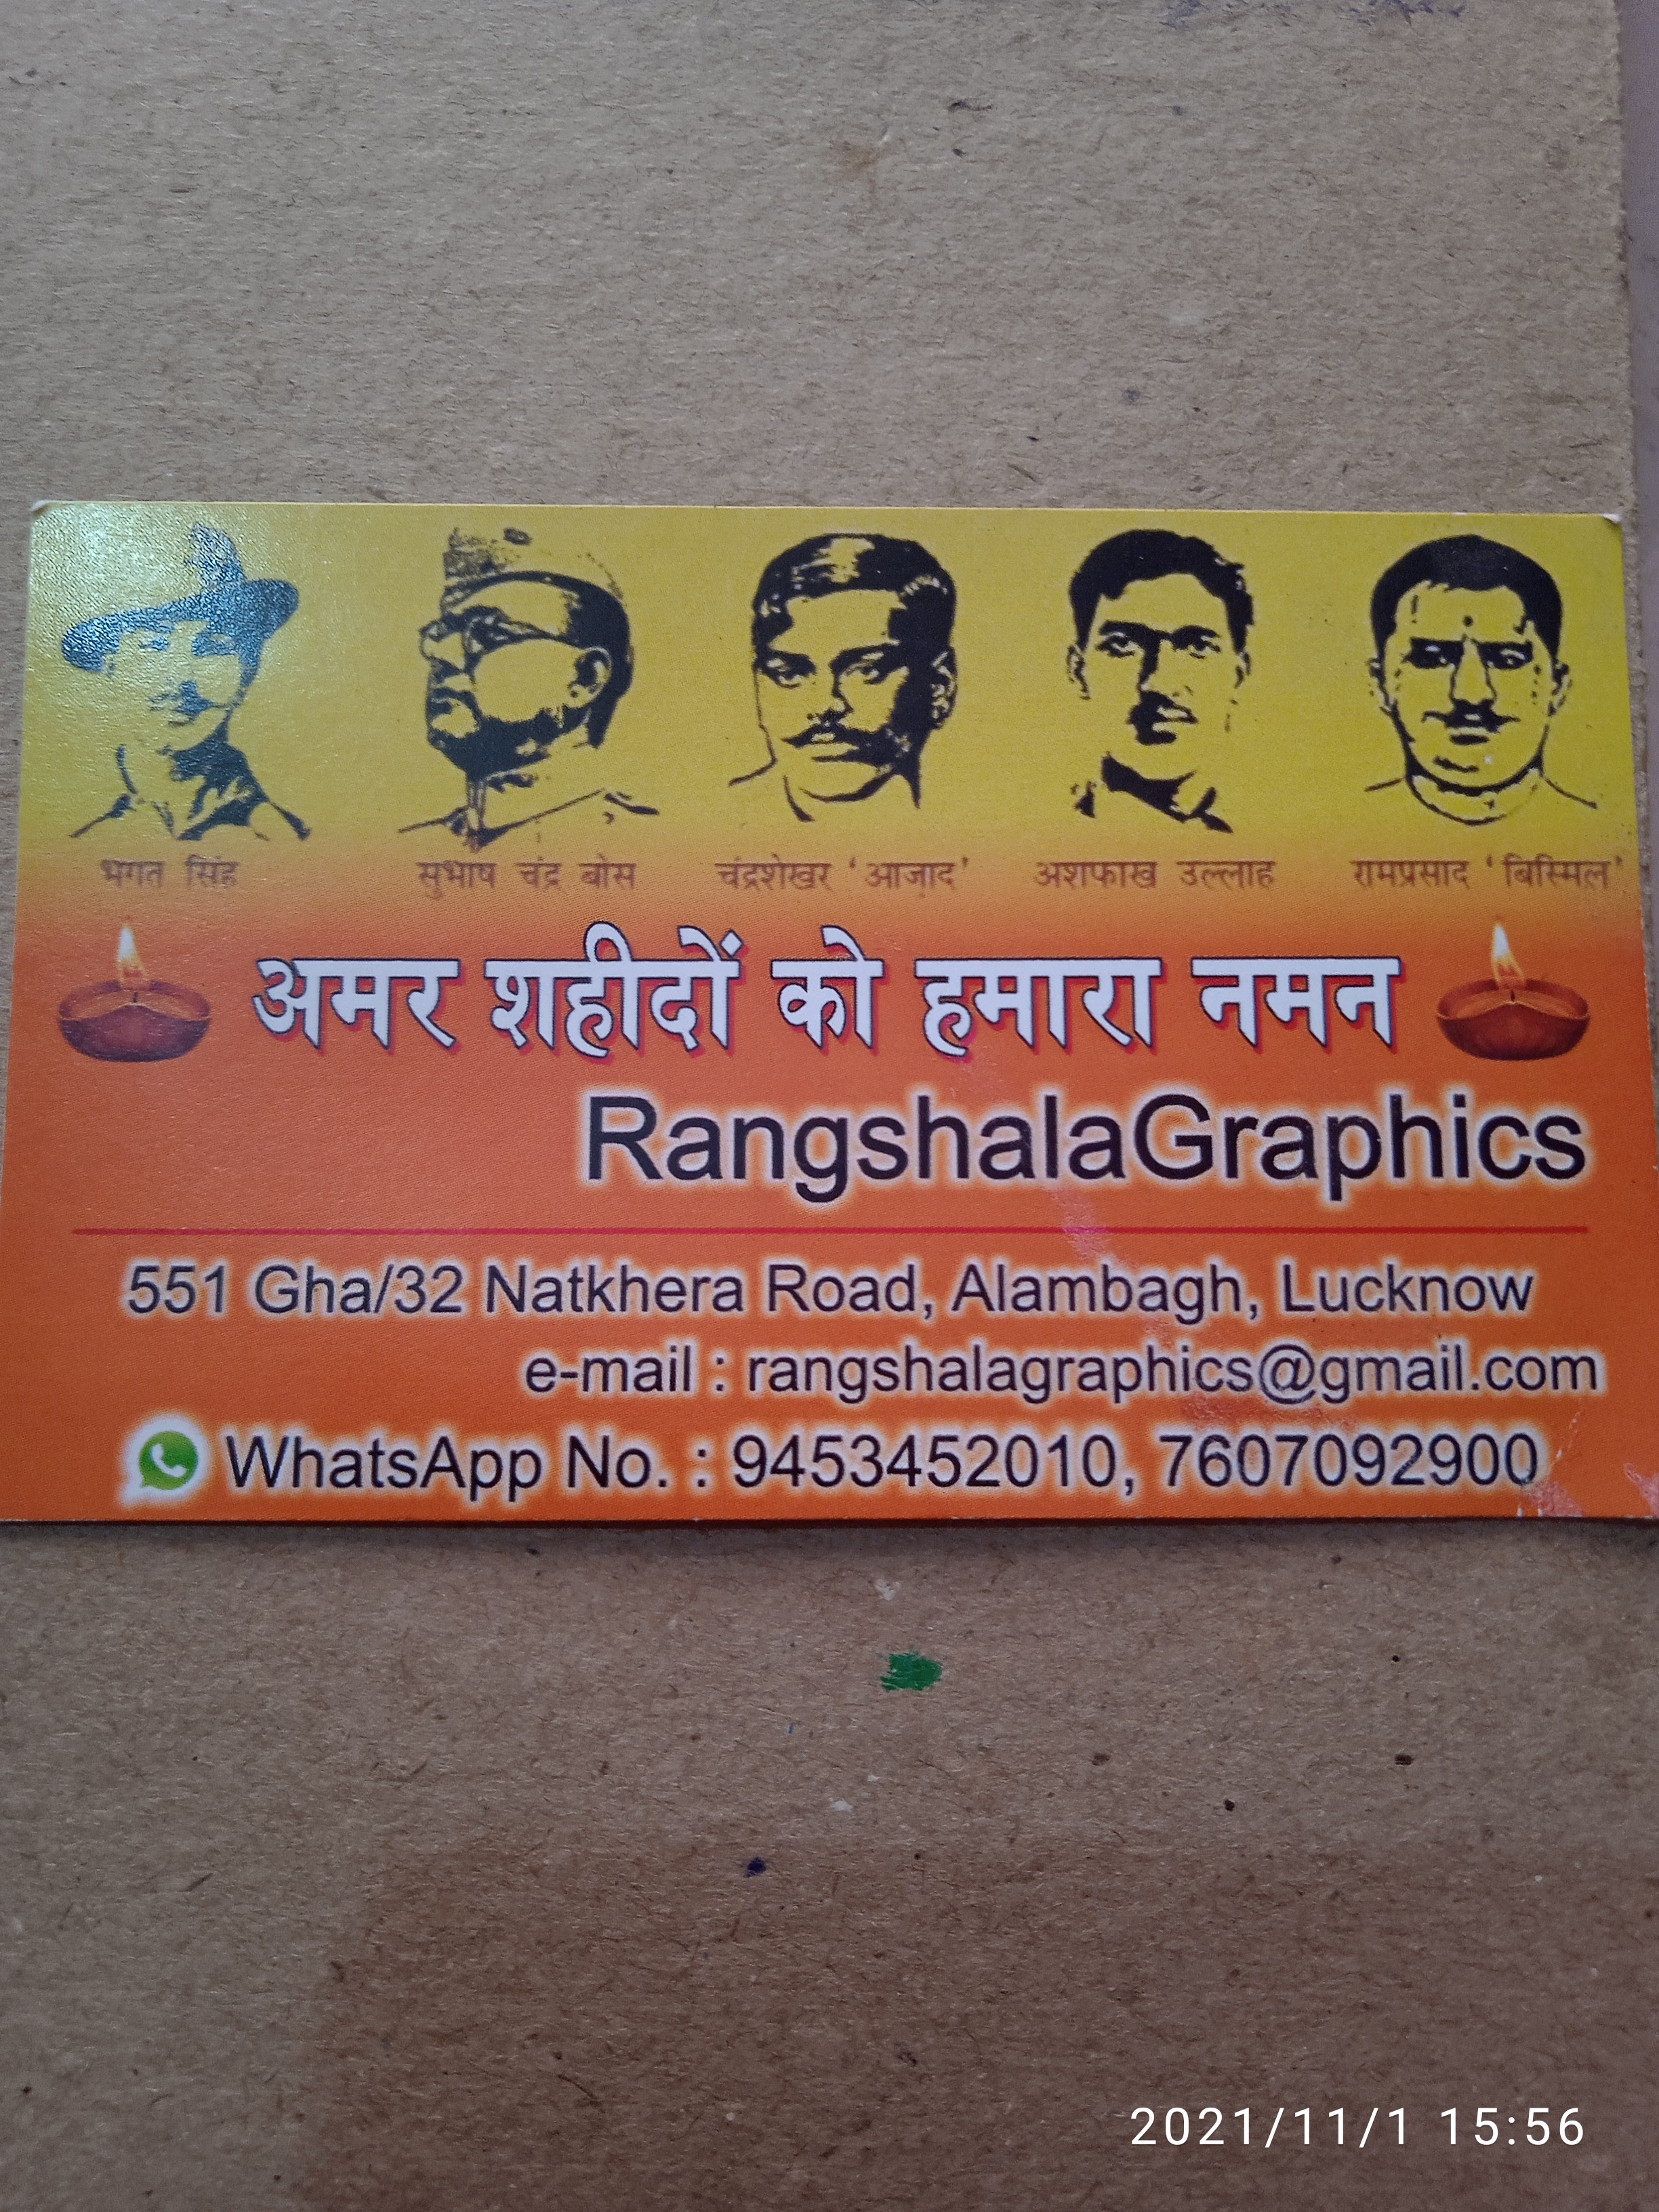 भगत सिंह सुभाष चंद्र बोस चंद्रशेखर 'आज़ाद' अशफाख उल्लाह रामप्रसाद 'बिस्मिल'
अमर शहीदों को हमारा नमन
RangshalaGraphics
551 Gha/32 Natkhera Road, Alambagh, Lucknow
e-mail : rangshalagraphics@gmail.com
WhatsApp No. : 9453452010, 7607092900
2021/11/1 15:56